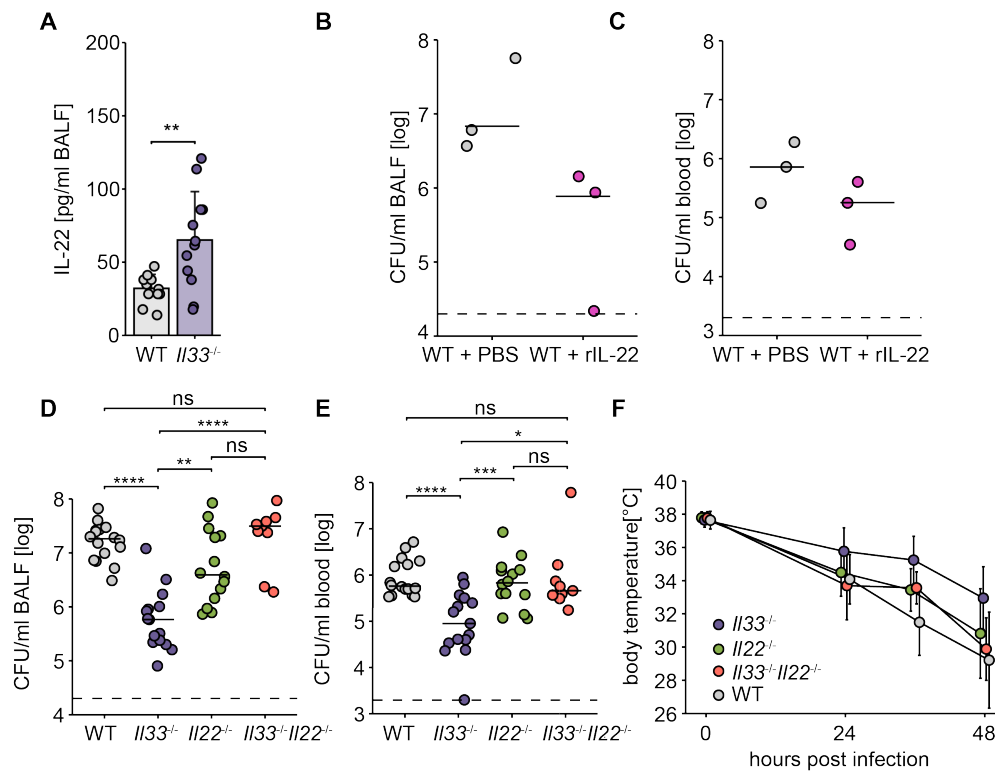 A
IL-22 [pg/ml BALF]
200
150
100
50
0
**
WT Il33-/-
B
CFU/ml BALF [log]
8
7
6
5
4
WT + PBS WT + rIL-22
C
CFU/ml blood [log]
8
7
6
5
4
3
WT + PBS WT + rIL-22
D
ns
****
ns
**
****
CFU/ml BALF [log]
8
7
6
5
4
WT Il33-/- Il22-/- Il33-/-Il22-/-
E
ns
*
ns
***
****
CFU/ml blood [log]
8
7
6
5
4
3
WT Il33-/- Il22-/- Il33-/-Il22-/-
F
body temperature[°C]
40
38
36
34
32
30
28
26
Il33-/-
Il22-/-
Il33-/-Il22-/-
WT
0 24 48
hours post infection